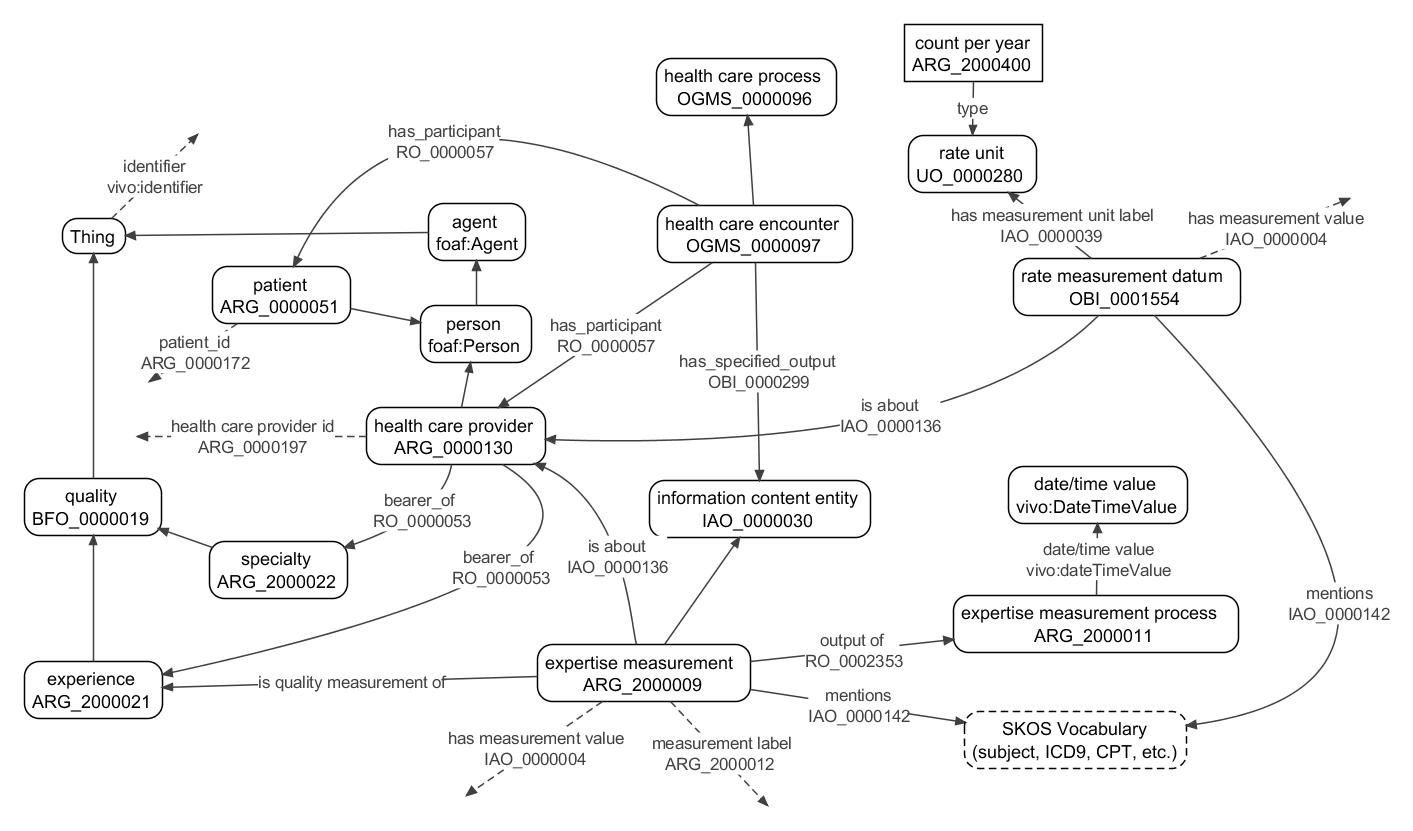 count per year
ARG_2000400
health care process
OGMS_0000096
type
has_participant
RO_0000057
rate unit
UO_0000280
identifier
vivo:identifier
has measurement unit label
IAO_0000039
has measurement value
IAO_0000004
agent
foaf:Agent
health care encounter
OGMS_0000097
Thing
patient
ARG_0000051
rate measurement datum
OBI_0001554
person
foaf:Person
has_participant
RO_0000057
patient_id
ARG_0000172
has_specified_output
OBI_0000299
is about
IAO_0000136
health care provider id
ARG_0000197
health care provider
ARG_0000130
date/time value
vivo:DateTimeValue
quality
BFO_0000019
bearer_of
RO_0000053
information content entity
IAO_0000030
is about
IAO_0000136
date/time value
vivo:dateTimeValue
specialty
ARG_2000022
bearer_of
RO_0000053
mentions
IAO_0000142
expertise measurement process
ARG_2000011
output of
RO_0002353
experience
ARG_2000021
is quality measurement of
expertise measurement
ARG_2000009
mentions
IAO_0000142
SKOS Vocabulary
(subject, ICD9, CPT, etc.)
has measurement value
IAO_0000004
measurement label
ARG_2000012